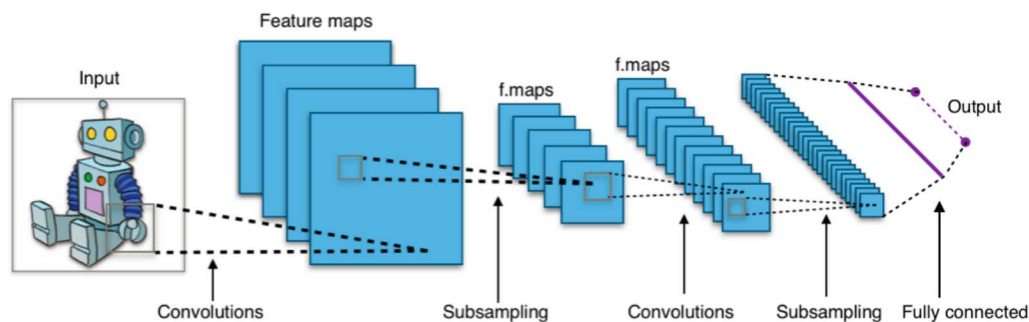 Feature maps
Input
f.maps
f.maps
Output
Convolutions
Subsampling
Convolutions
Subsampling
Fully connected